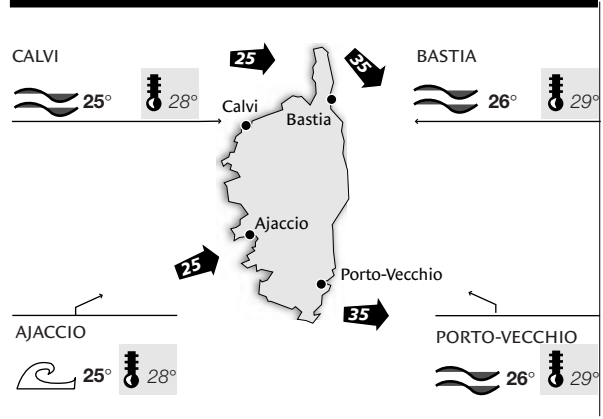 CALVI
25°
28°
25
35
BASTIA
26°
29°
Calvi
Bastia
Ajaccio
25
Porto-Vecchio
35
AJACCIO
25°
28°
PORTO-VECCHIO
26°
29°